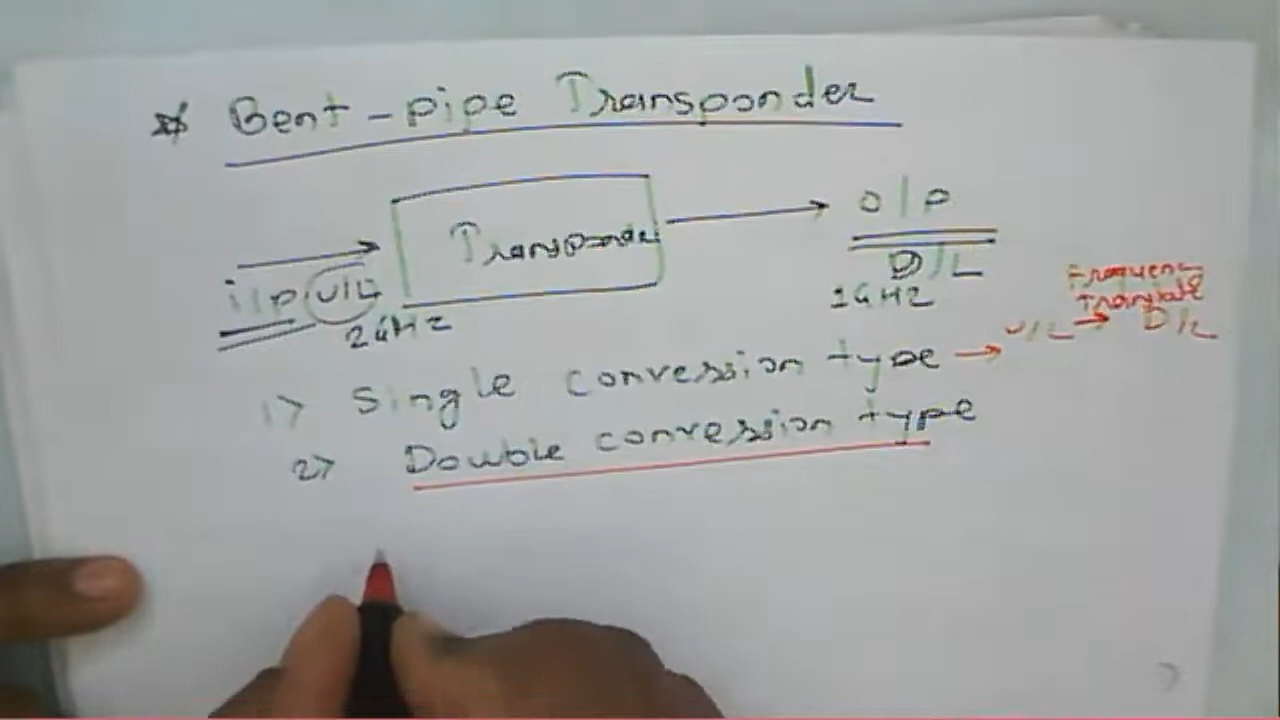 * Bent-pipe Transponder
Transponder
O/P
i/p U/L
D/L
2GHz
1GHz
Frequency
Translate
U/L → D/L
1> Single conversion type →
2> Double conversion type